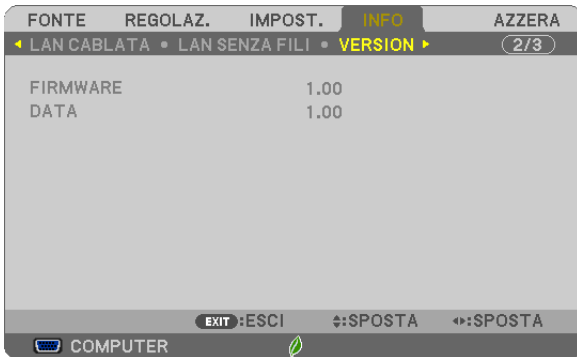 FONTE REGOLAZ. IMPOST. INFO AZZERA
LAN CABLATA • LAN SENZA FILI • VERSION 2/3
FIRMWARE 1.00
DATA 1.00
EXIT :ESCI :SPOSTA :SPOSTA
COMPUTER